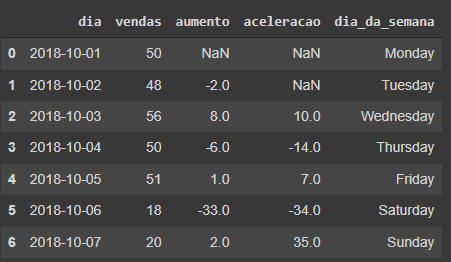 dia vendas aumento aceleracao dia_da_semana
0 2018-10-01 50 NaN NaN Monday
1 2018-10-02 48 -2.0 NaN Tuesday
2 2018-10-03 56 8.0 10.0 Wednesday
3 2018-10-04 50 -6.0 -14.0 Thursday
4 2018-10-05 51 1.0 7.0 Friday
5 2018-10-06 18 -33.0 -34.0 Saturday
6 2018-10-07 20 2.0 35.0 Sunday